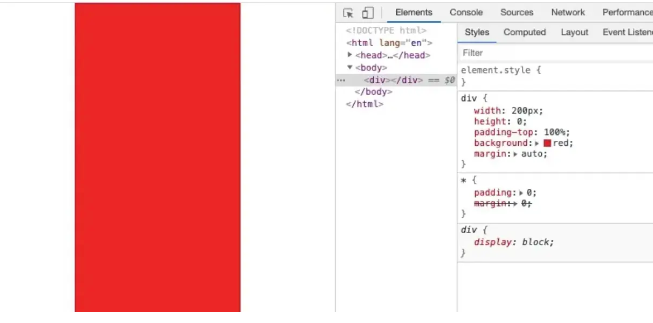 Elements Console Sources Network Performance
<!DOCTYPE html>
<html lang="en">
<head>…</head>
<body>
<div></div> == $0
</body>
</html>
Styles Computed Layout Event Listene
Filter
element.style {
}
div {
width: 200px;
height: 0;
padding-top: 100%;
background: red;
margin: auto;
}
* {
padding: 0;
margin: 0;
}
div {
display: block;
}